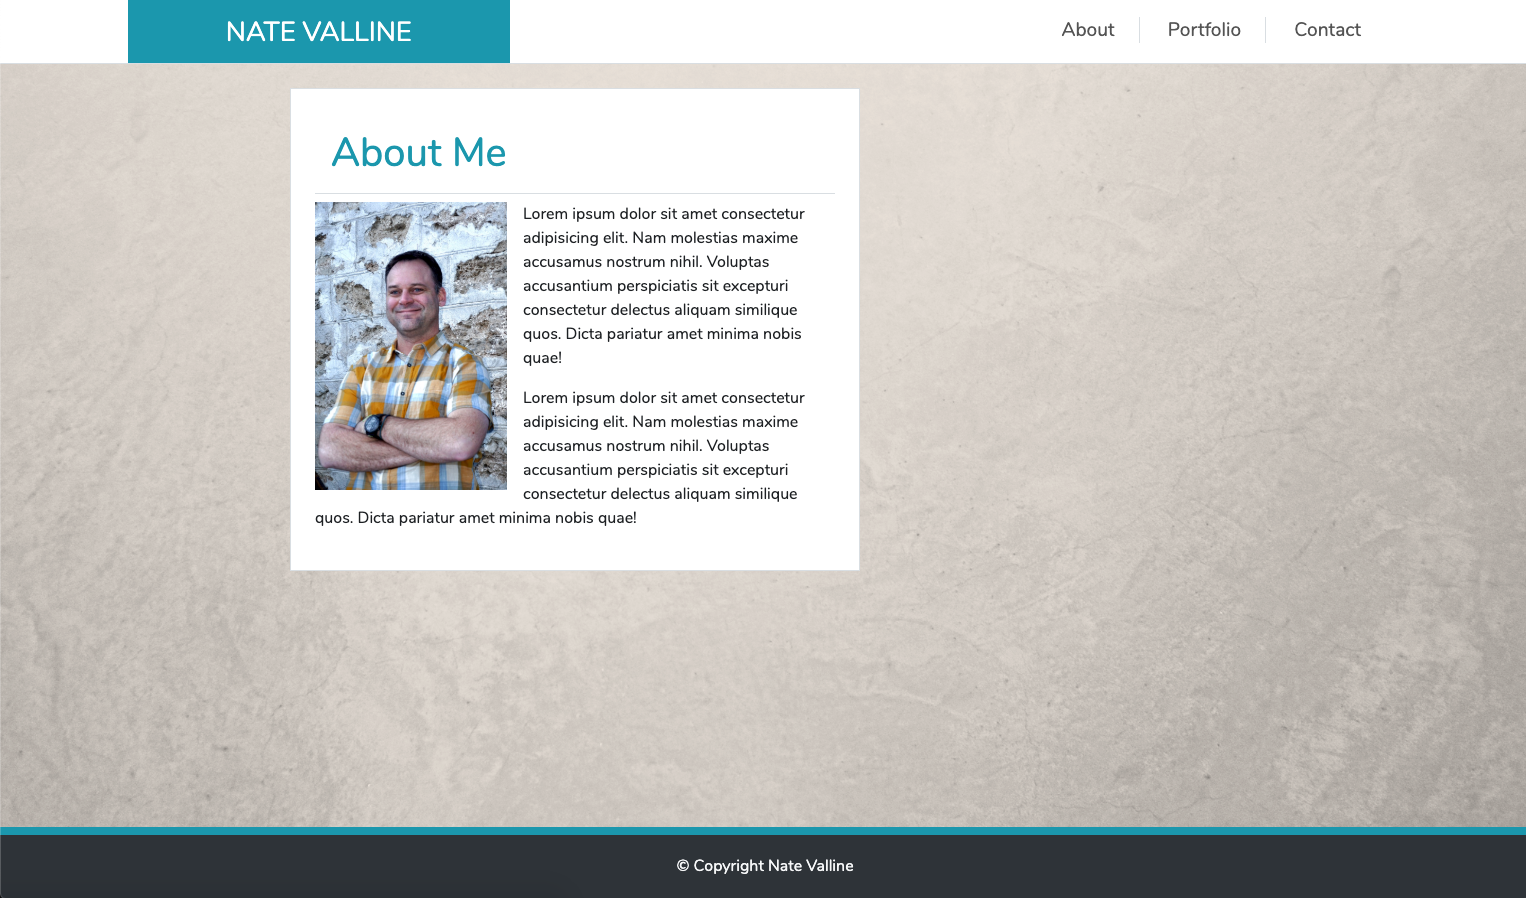 NATE VALLINE
About
Portfolio
Contact
About Me
Lorem ipsum dolor sit amet consectetur
adipisicing elit. Nam molestias maxime
accusamus nostrum nihil. Voluptas
accusantium perspiciatis sit excepturi
consectetur delectus aliquam similique
quos. Dicta pariatur amet minima nobis
quae!
Lorem ipsum dolor sit amet consectetur
adipisicing elit. Nam molestias maxime
accusamus nostrum nihil. Voluptas
accusantium perspiciatis sit excepturi
consectetur delectus aliquam similique
quos. Dicta pariatur amet minima nobis quae!
© Copyright Nate Valline